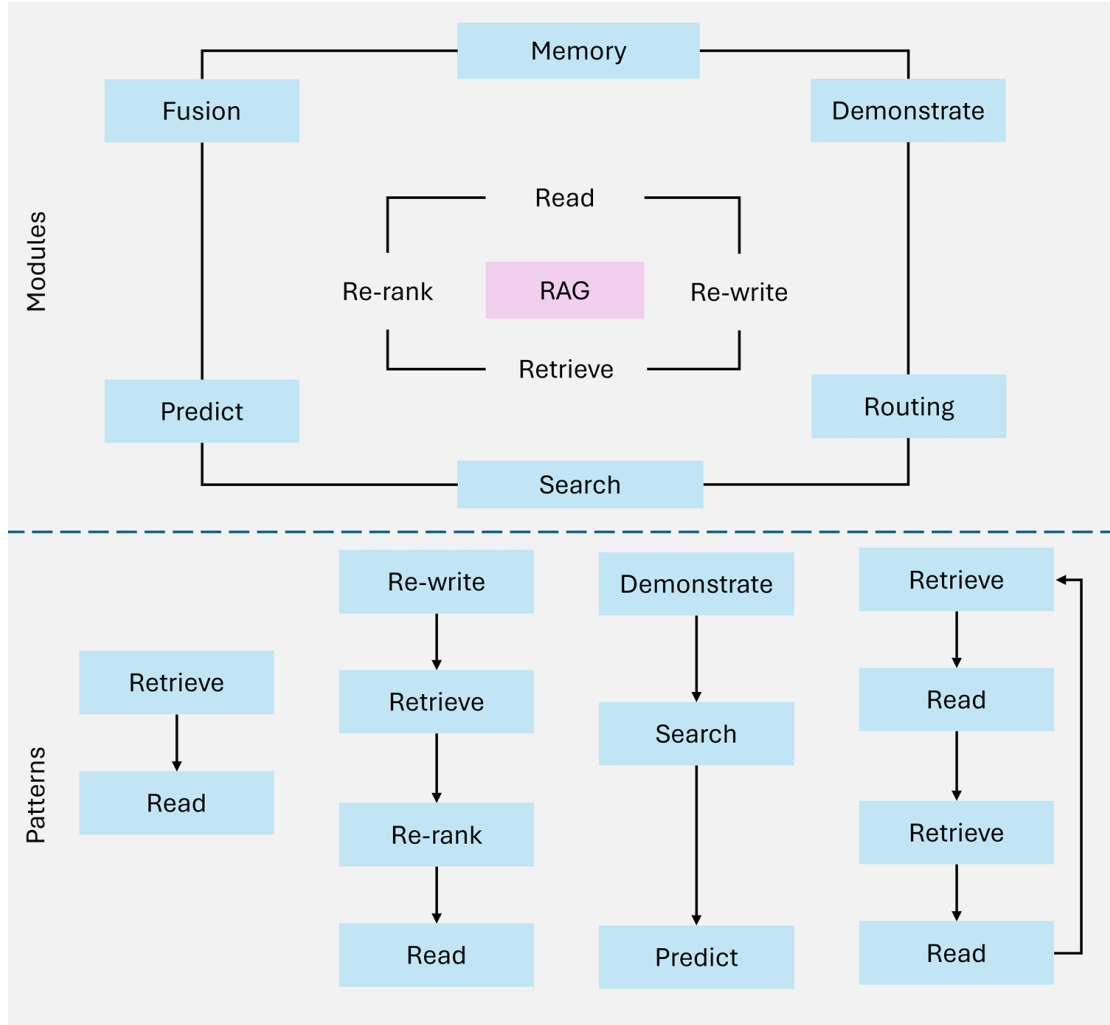 Modules
Memory
Fusion
Demonstrate
Read
Re-rank
RAG
Re-write
Retrieve
Predict
Routing
Search
Patterns
Retrieve
Read
Re-write
Retrieve
Re-rank
Read
Demonstrate
Search
Predict
Retrieve
Read
Retrieve
Read